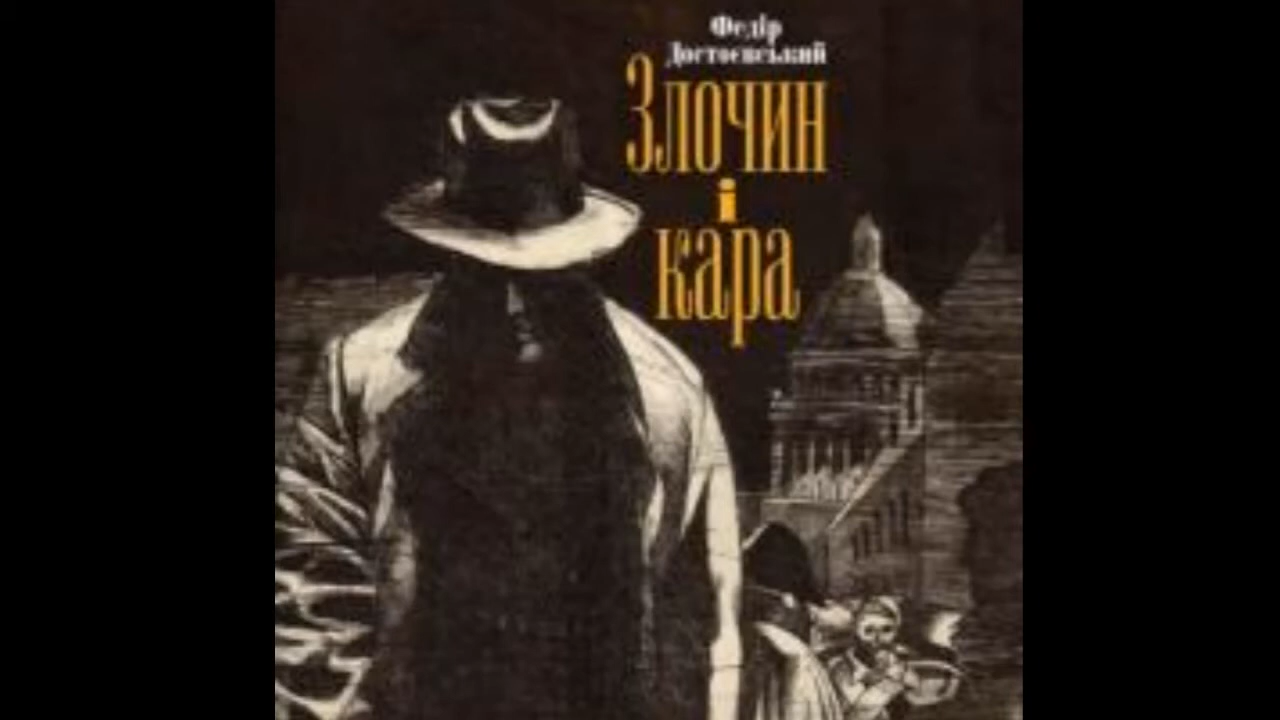 Федір
Достоєвський
Злочин
і
кара